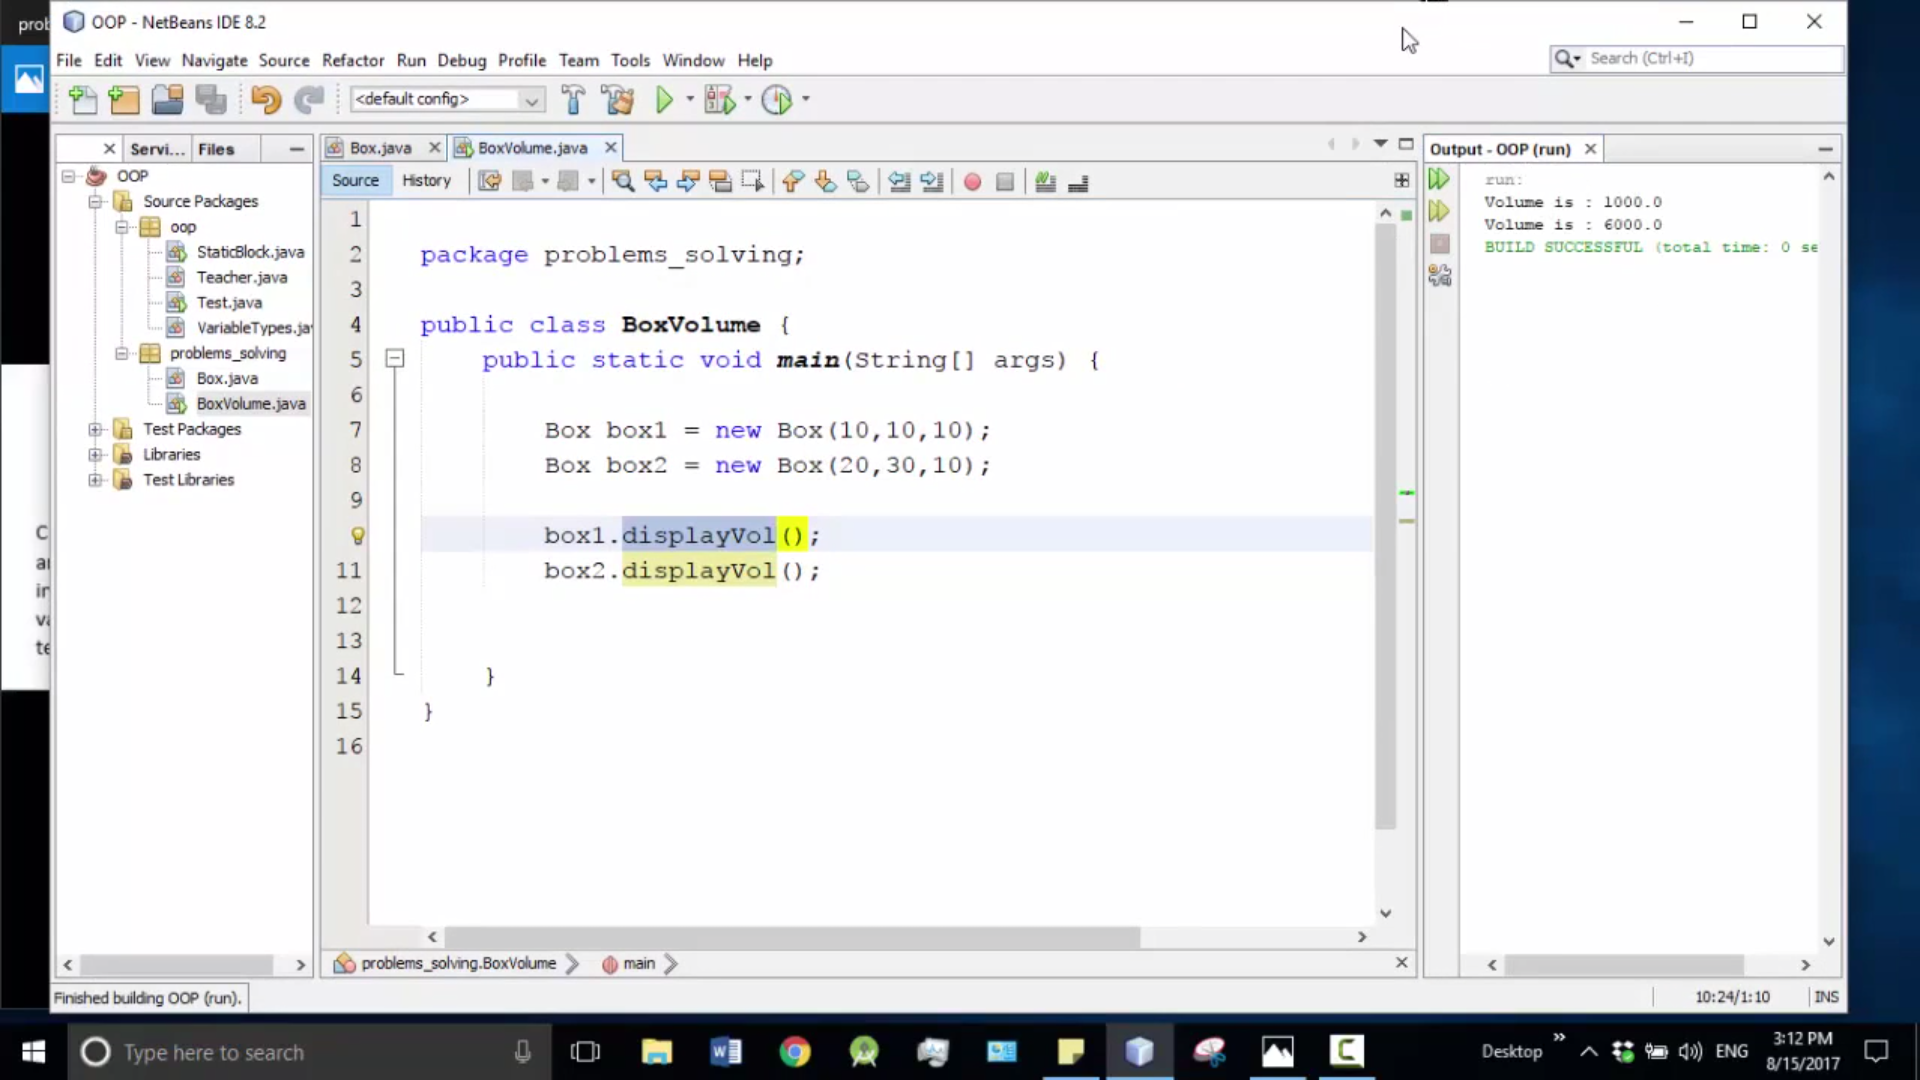 prob
OOP - NetBeans IDE 8.2
File Edit View Navigate Source Refactor Run Debug Profile Team Tools Window Help
Search (Ctrl+I)
<default config>
Servi... Files
OOP
Source Packages
oop
StaticBlock.java
Teacher.java
Test.java
VariableTypes.ja
problems_solving
Box.java
BoxVolume.java
Test Packages
Libraries
Test Libraries
Box.java BoxVolume.java
Source History
1
2 package problems_solving;
3
4 public class BoxVolume {
5 public static void main(String[] args) {
6
7 Box box1 = new Box(10,10,10);
8 Box box2 = new Box(20,30,10);
9
box1.displayVol();
11 box2.displayVol();
12
13
14 }
15 }
16
problems_solving.BoxVolume main
Output - OOP (run)
run:
Volume is : 1000.0
Volume is : 6000.0
BUILD SUCCESSFUL (total time: 0 se
C
ar
in
va
te
Finished building OOP (run).
10:24/1:10 INS
Type here to search
Desktop
ENG
3:12 PM
8/15/2017